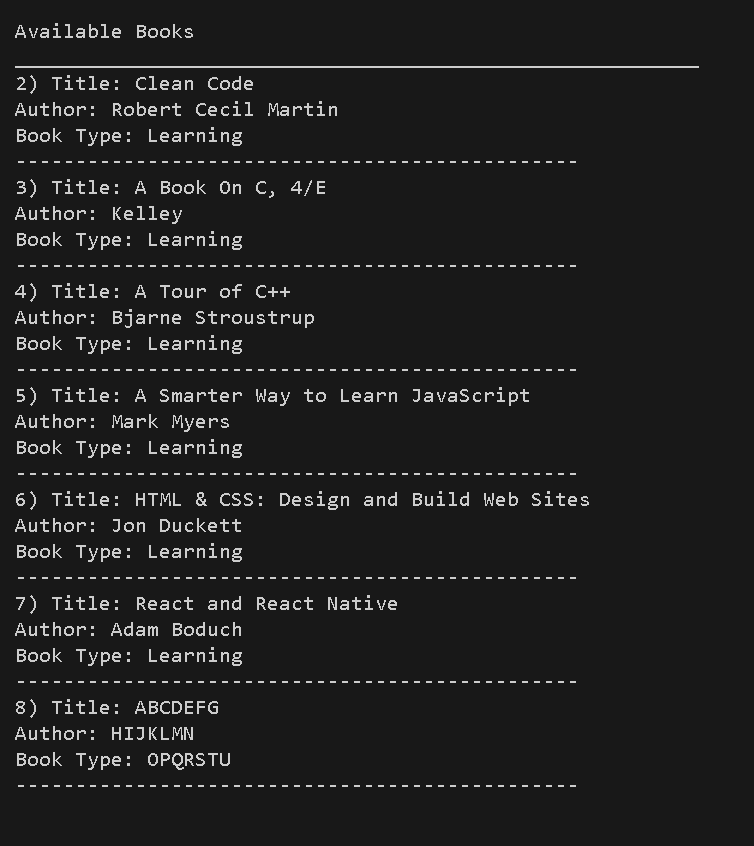 Available Books
2) Title: Clean Code
Author: Robert Cecil Martin
Book Type: Learning
-----------------------------------------------
3) Title: A Book On C, 4/E
Author: Kelley
Book Type: Learning
-----------------------------------------------
4) Title: A Tour of C++
Author: Bjarne Stroustrup
Book Type: Learning
-----------------------------------------------
5) Title: A Smarter Way to Learn JavaScript
Author: Mark Myers
Book Type: Learning
-----------------------------------------------
6) Title: HTML & CSS: Design and Build Web Sites
Author: Jon Duckett
Book Type: Learning
-----------------------------------------------
7) Title: React and React Native
Author: Adam Boduch
Book Type: Learning
-----------------------------------------------
8) Title: ABCDEFG
Author: HIJKLMN
Book Type: OPQRSTU
-----------------------------------------------